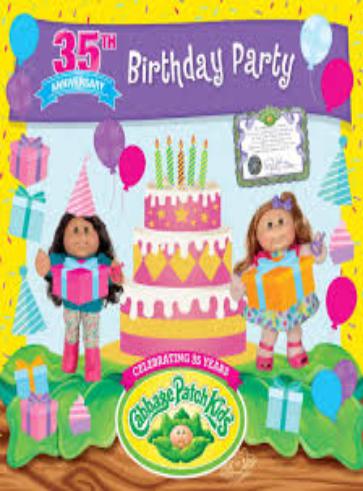 35TH
ANNIVERSARY
Birthday Party
CELEBRATING 35 YEARS
Cabbage Patch Kids